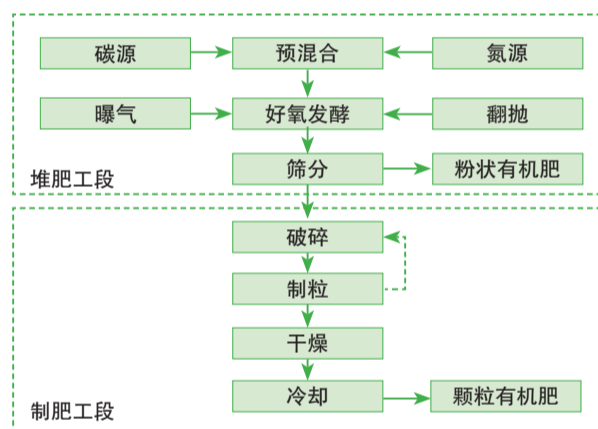 碳源
预混合
氮源
曝气
好氧发酵
翻抛
筛分
粉状有机肥
堆肥工段
破碎
制粒
干燥
冷却
颗粒有机肥
制肥工段